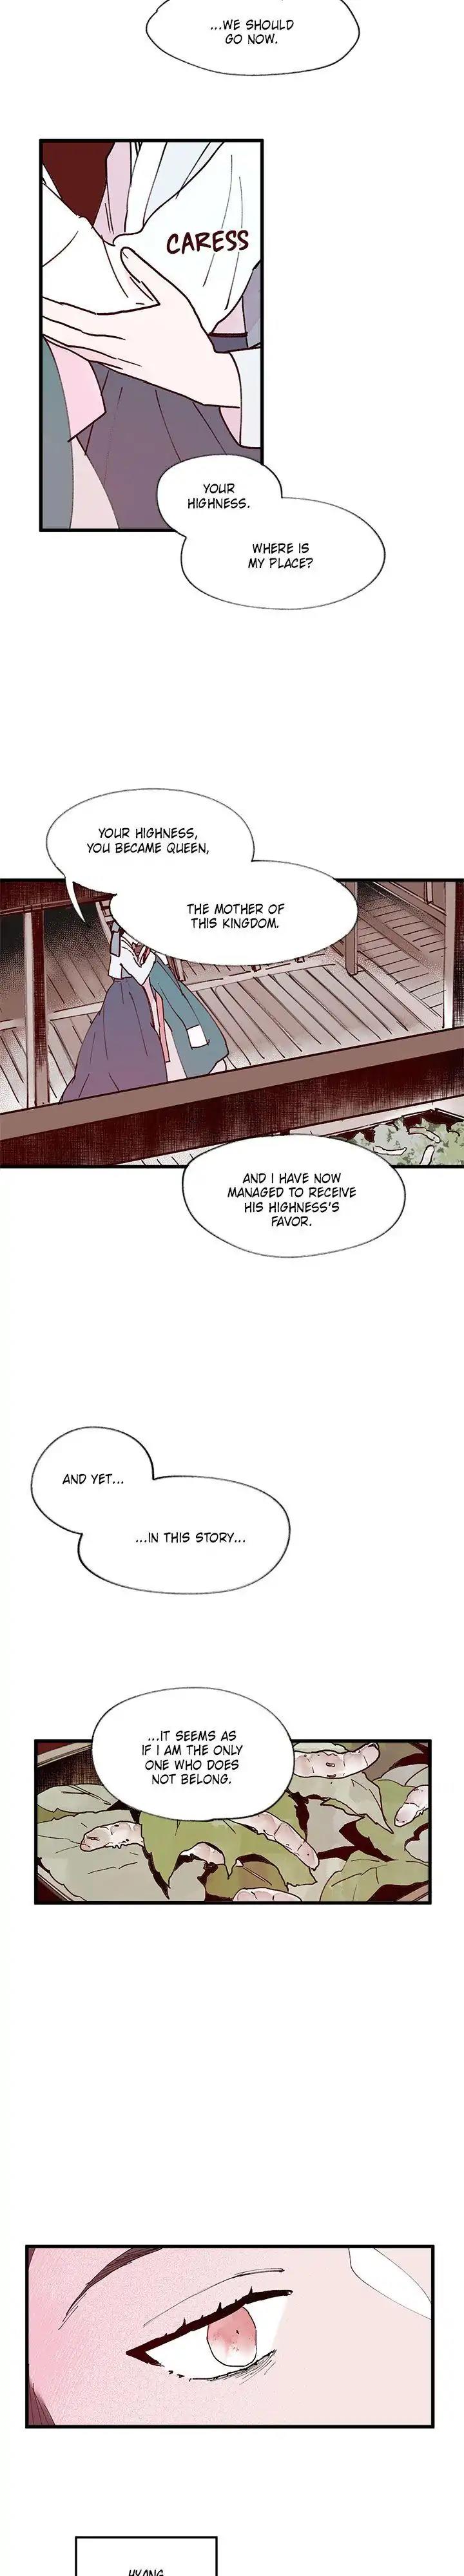 ...WE SHOULD
GO NOW.
CARESS
YOUR
HIGHNESS.
WHERE IS
MY PLACE?
YOUR HIGHNESS,
YOU BECAME QUEEN,
THE MOTHER OF
THIS KINGDOM.
AND I HAVE NOW
MANAGED TO RECEIVE
HIS HIGHNESS'S
FAVOR.
AND YET...
...IN THIS STORY...
...IT SEEMS AS
IF I AM THE ONLY
ONE WHO DOES
NOT BELONG.
HYANG